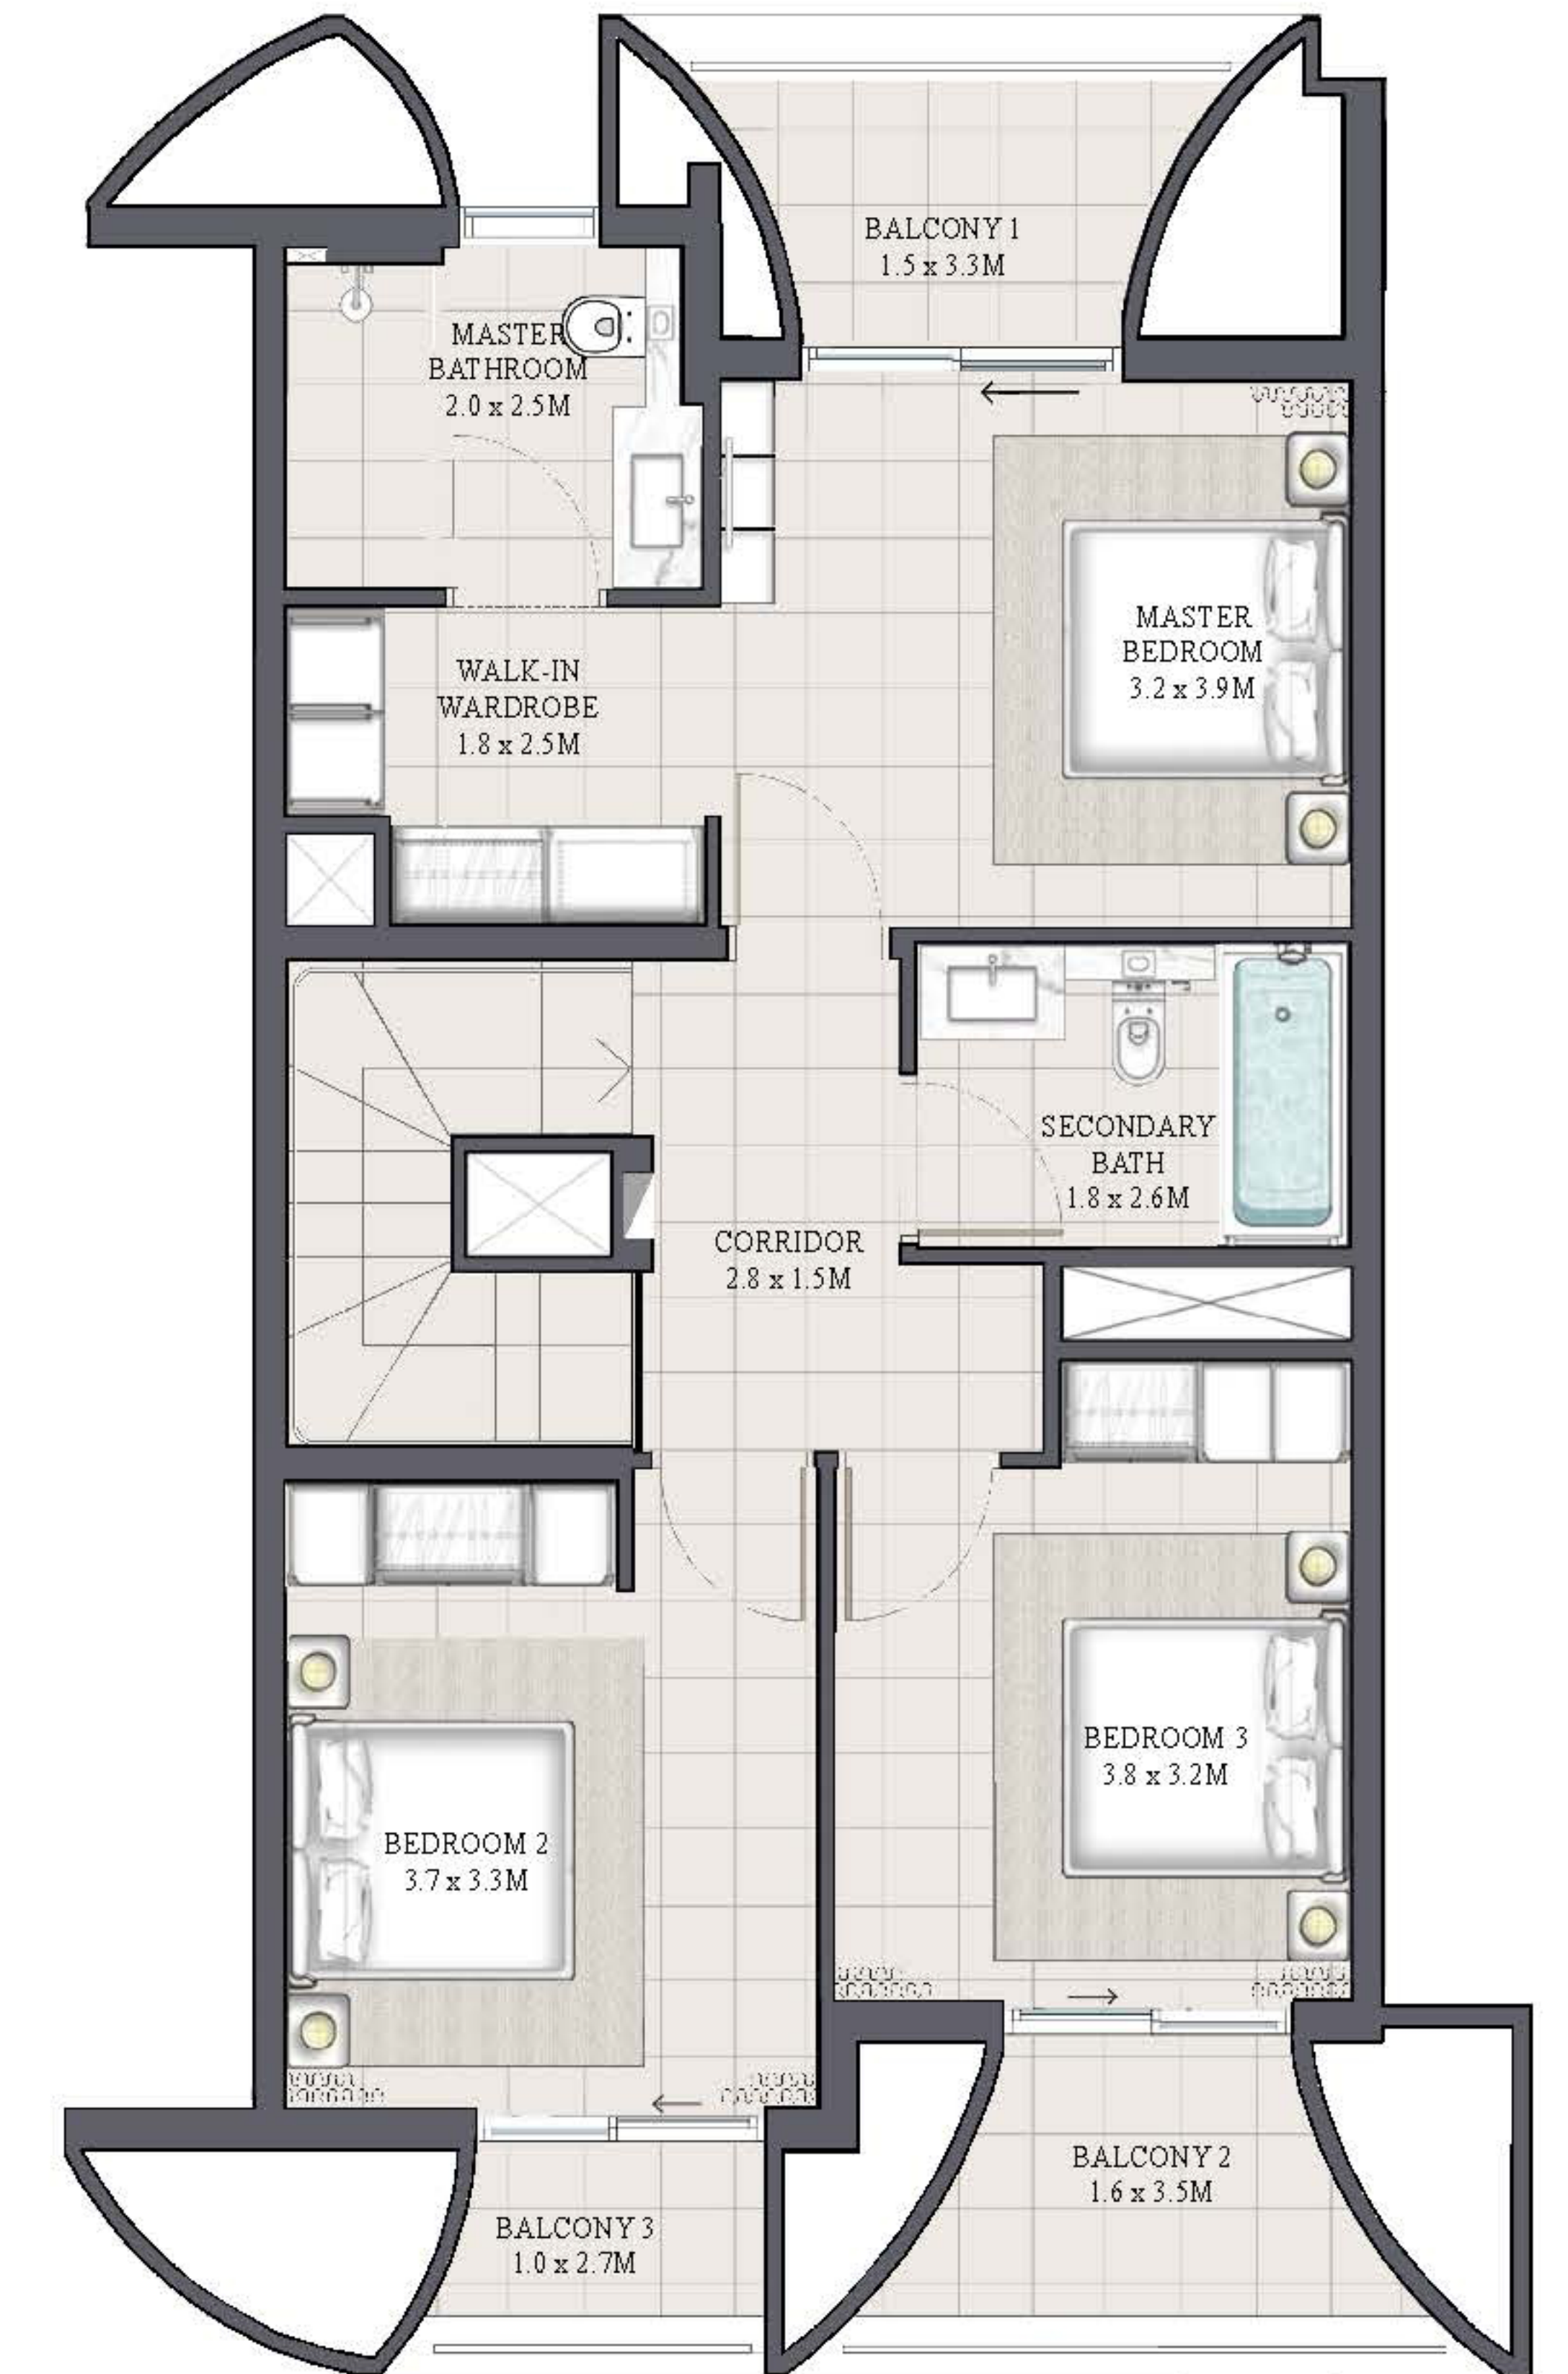 BALCONY 1
1.5 x 3.3M
MASTER
BATHROOM
2.0 x 2.5M
MASTER
BEDROOM
3.2 x 3.9M
WALK-IN
WARDROBE
1.8 x 2.5M
SECONDARY
BATH
1.8 x 2.6M
CORRIDOR
2.8 x 1.5M
BEDROOM 3
3.8 x 3.2M
BEDROOM 2
3.7 x 3.3M
BALCONY 2
1.6 x 3.5M
BALCONY 3
1.0 x 2.7M